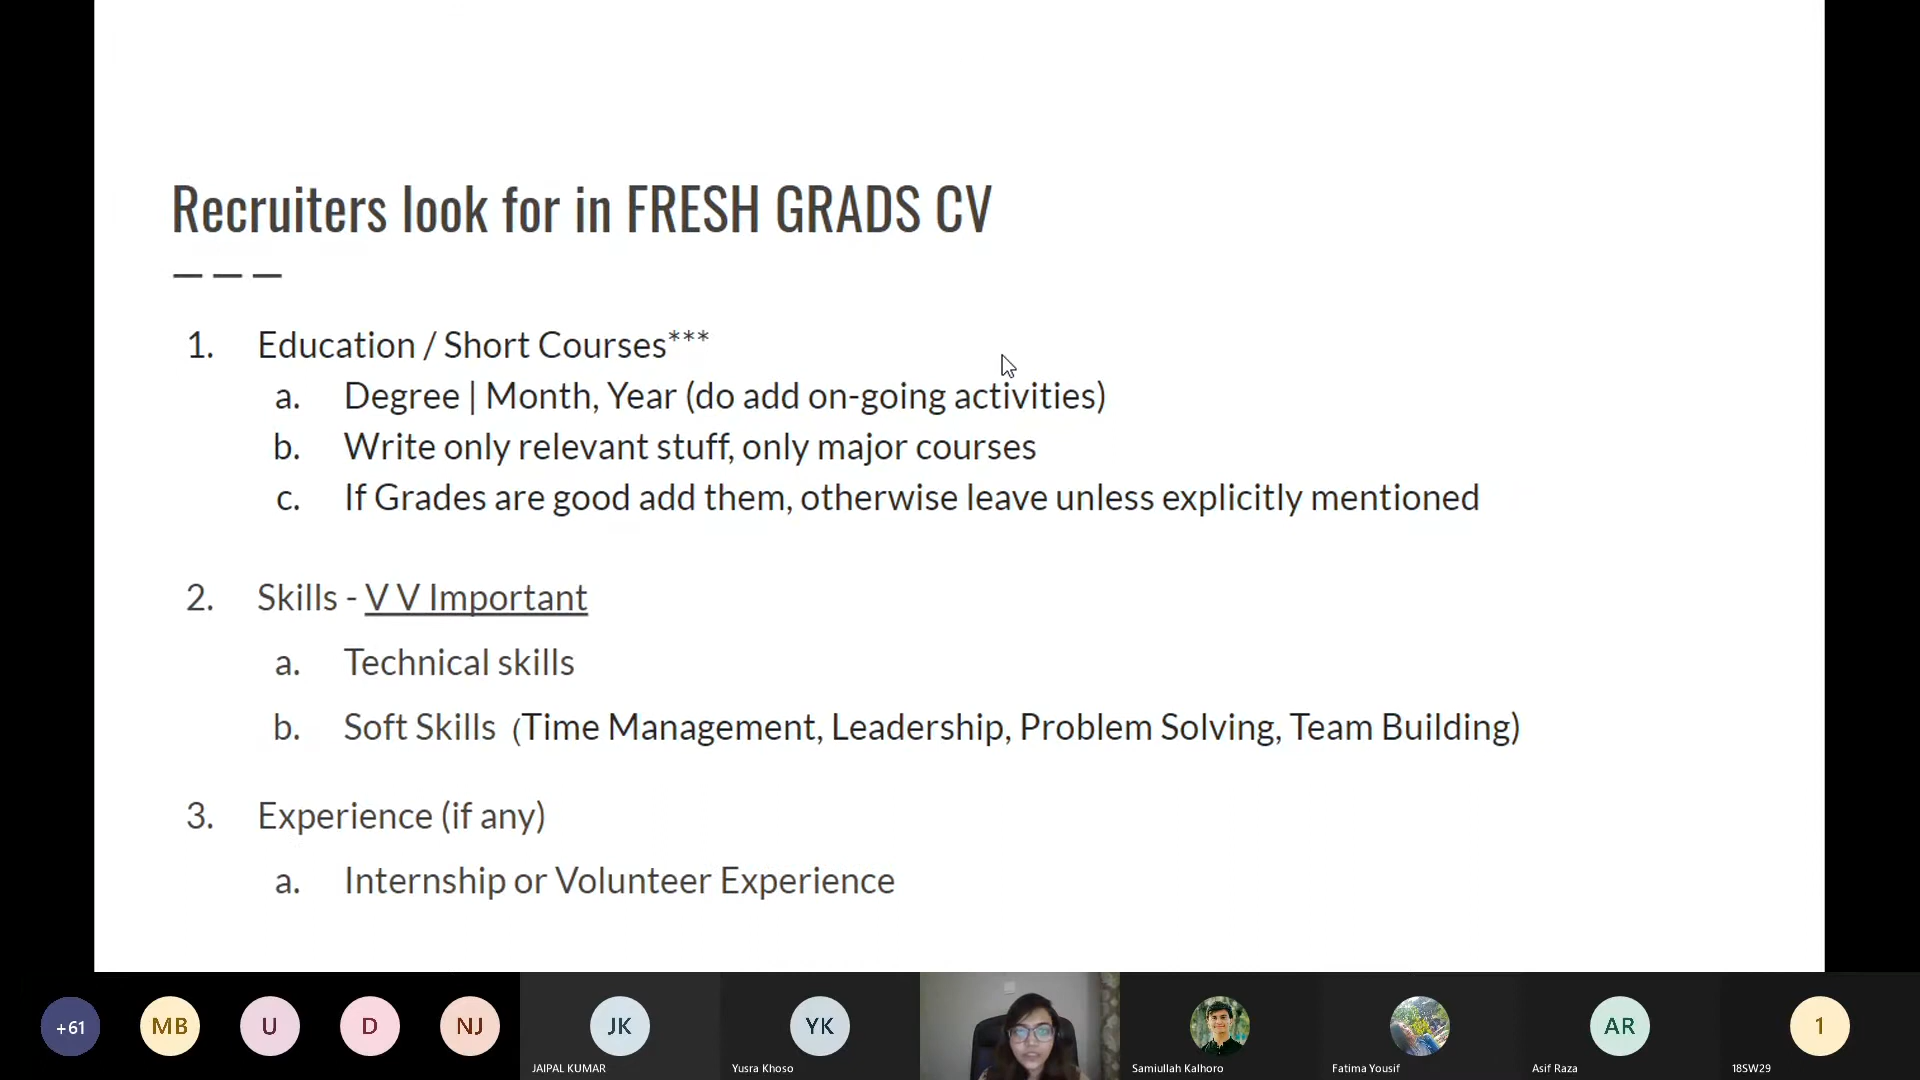 Recruiters look for in FRESH GRADS CV
1. Education / Short Courses***
a. Degree | Month, Year (do add on-going activities)
b. Write only relevant stuff, only major courses
c. If Grades are good add them, otherwise leave unless explicitly mentioned
2. Skills - V V Important
a. Technical skills
b. Soft Skills (Time Management, Leadership, Problem Solving, Team Building)
3. Experience (if any)
a. Internship or Volunteer Experience
+61 MB U D NJ JK YK AR 1
JAIPAL KUMAR Yusra Khoso Samiullah Kalhoro Fatima Yousif Asif Raza 18SW29